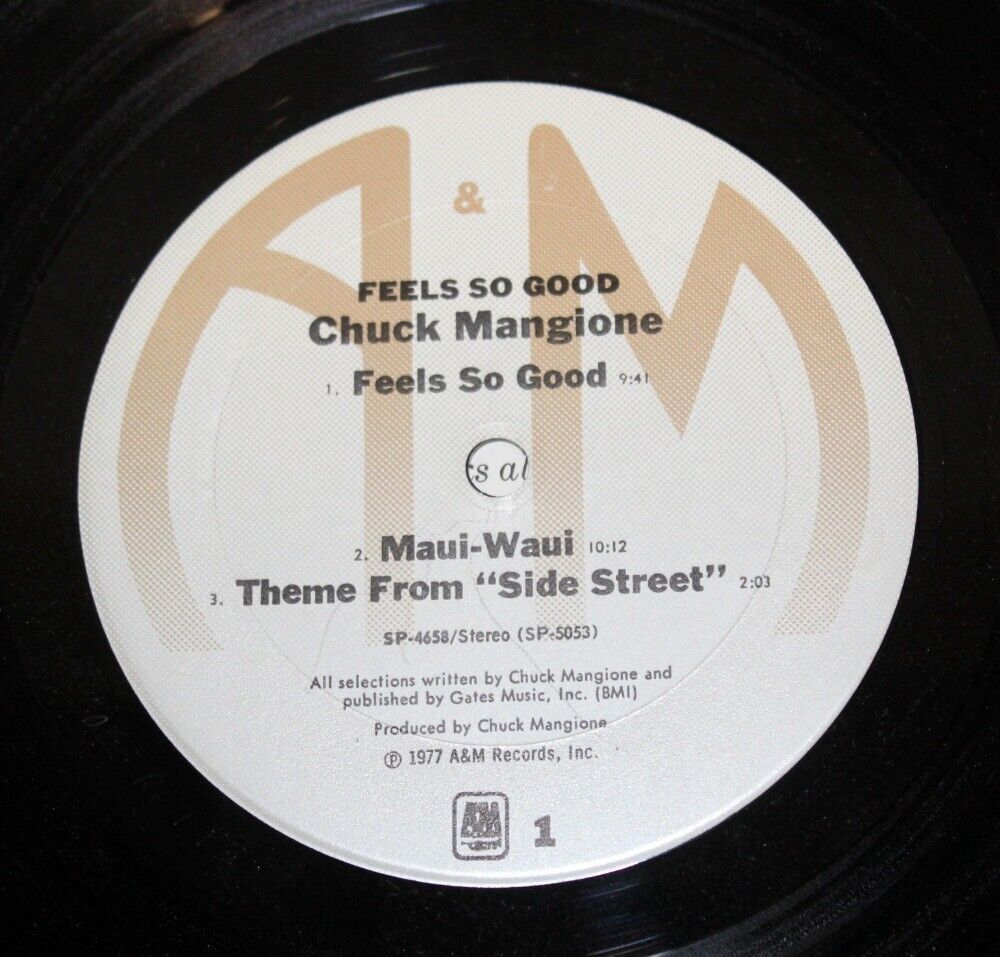 A & M
FEELS SO GOOD
Chuck Mangione
1. Feels So Good 9:41
s al
2. Maui-Waui 10:12
3. Theme From “Side Street” 2:03
SP-4658/Stereo (SP-5053)
All selections written by Chuck Mangione and
published by Gates Music, Inc. (BMI)
Produced by Chuck Mangione
℗ 1977 A&M Records, Inc.
A&M 1